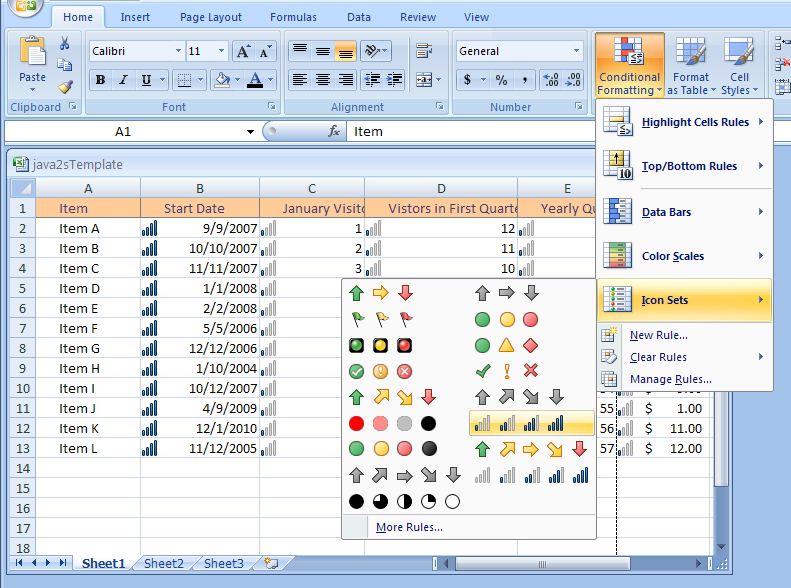 Home Insert Page Layout Formulas Data Review View
Paste Calibri 11 A A General Conditional Formatting Format as Table Cell Styles
B I U A $ % , .00 .0
Clipboard Font Alignment Number
A1 fx Item
java2sTemplate
A B C D E
1 Item Start Date January Visito Vistors in First Quarte Yearly Qu
2 Item A 9/9/2007 1 12
3 Item B 10/10/2007 2 11
4 Item C 11/11/2007 3 10
5 Item D 1/1/2008
6 Item E 2/2/2008
7 Item F 5/5/2006
8 Item G 12/12/2006
9 Item H 1/10/2004
10 Item I 10/12/2007
11 Item J 4/9/2009 55 $ 1.00
12 Item K 12/1/2010 56 $ 11.00
13 Item L 11/12/2005 57 $ 12.00
14
15
16
17
18
Sheet1 Sheet2 Sheet3
Highlight Cells Rules
Top/Bottom Rules
10
Data Bars
Color Scales
Icon Sets
New Rule...
Clear Rules
Manage Rules...
More Rules...